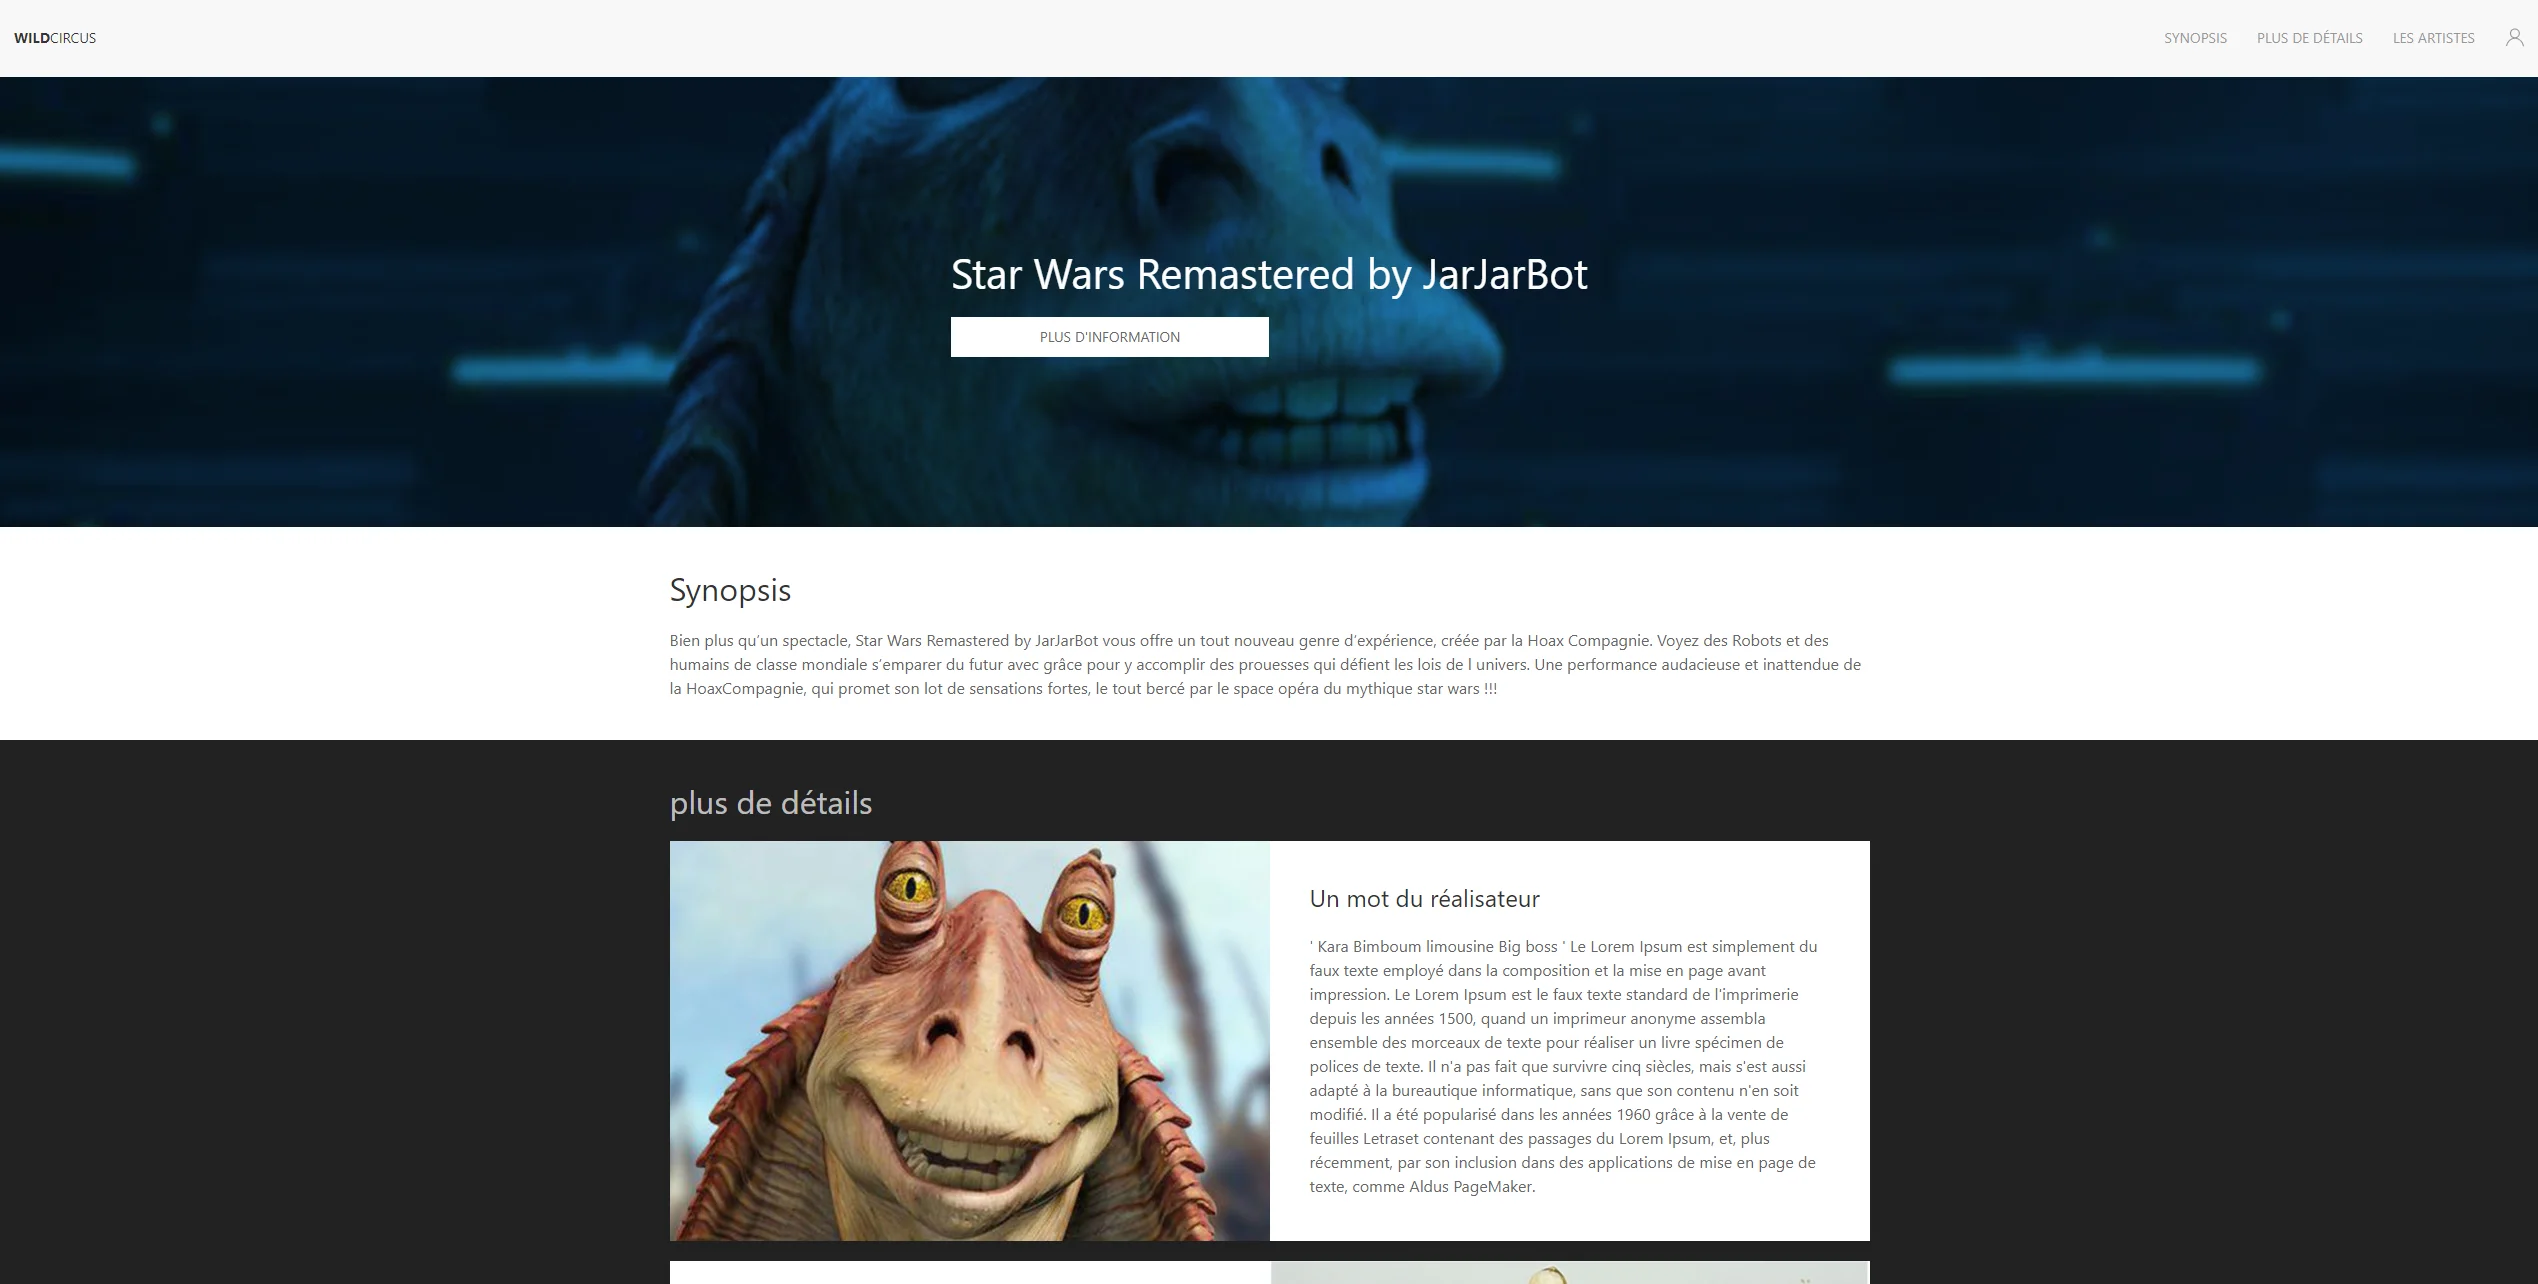 WILDCIRCUS
SYNOPSIS
PLUS DE DÉTAILS
LES ARTISTES
Star Wars Remastered by JarJarBot
PLUS D'INFORMATION
Synopsis
Bien plus qu’un spectacle, Star Wars Remastered by JarJarBot vous offre un tout nouveau genre d’expérience, créée par la Hoax Compagnie. Voyez des Robots et des
humains de classe mondiale s’emparer du futur avec grâce pour y accomplir des prouesses qui défient les lois de l univers. Une performance audacieuse et inattendue de
la HoaxCompagnie, qui promet son lot de sensations fortes, le tout bercé par le space opéra du mythique star wars !!!
plus de détails
Un mot du réalisateur
' Kara Bimboum limousine Big boss ' Le Lorem Ipsum est simplement du
faux texte employé dans la composition et la mise en page avant
impression. Le Lorem Ipsum est le faux texte standard de l'imprimerie
depuis les années 1500, quand un imprimeur anonyme assembla
ensemble des morceaux de texte pour réaliser un livre spécimen de
polices de texte. Il n'a pas fait que survivre cinq siècles, mais s'est aussi
adapté à la bureautique informatique, sans que son contenu n'en soit
modifié. Il a été popularisé dans les années 1960 grâce à la vente de
feuilles Letraset contenant des passages du Lorem Ipsum, et, plus
récemment, par son inclusion dans des applications de mise en page de
texte, comme Aldus PageMaker.